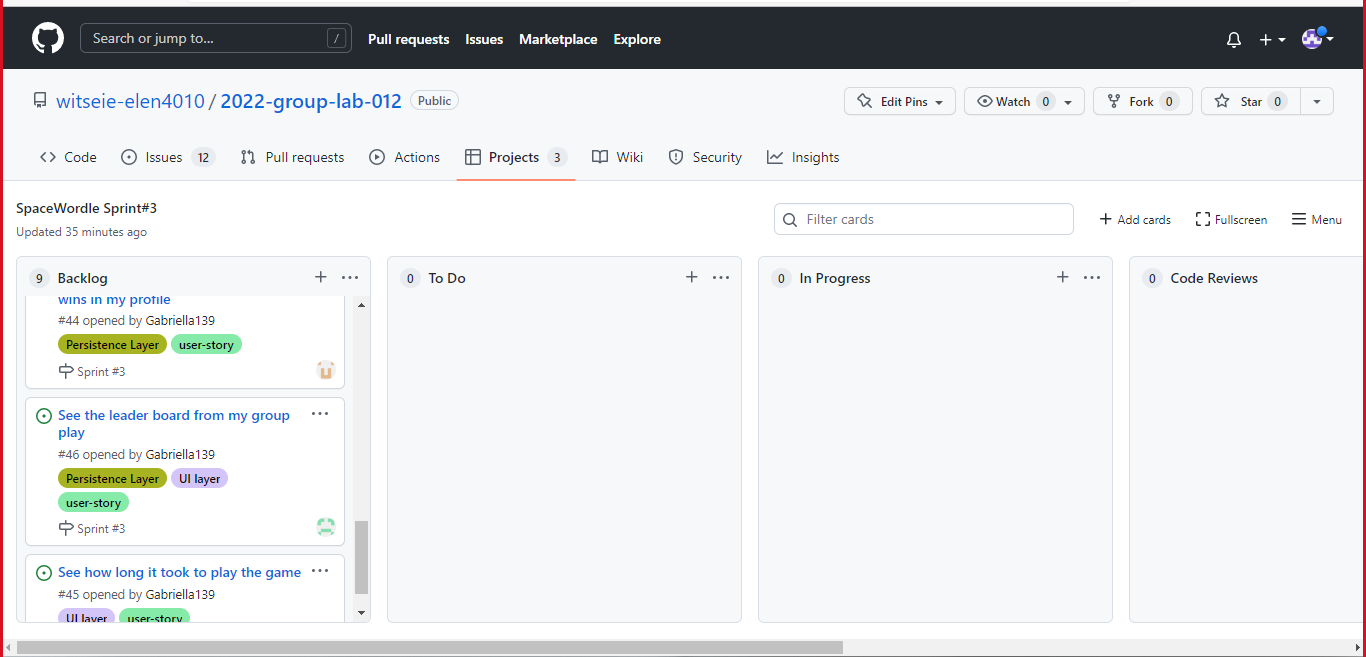 Search or jump to... /
Pull requests Issues Marketplace Explore
witseie-elen4010 / 2022-group-lab-012 Public
Edit Pins Watch 0 Fork 0 Star 0
Code Issues 12 Pull requests Actions Projects 3 Wiki Security Insights
SpaceWordle Sprint#3
Updated 35 minutes ago
Filter cards
Add cards Fullscreen Menu
9 Backlog
wins in my profile
#44 opened by Gabriella139
Persistence Layer user-story
Sprint #3
See the leader board from my group
play
#46 opened by Gabriella139
Persistence Layer UI layer
user-story
Sprint #3
See how long it took to play the game
#45 opened by Gabriella139
UI layer user-story
0 To Do
0 In Progress
0 Code Reviews